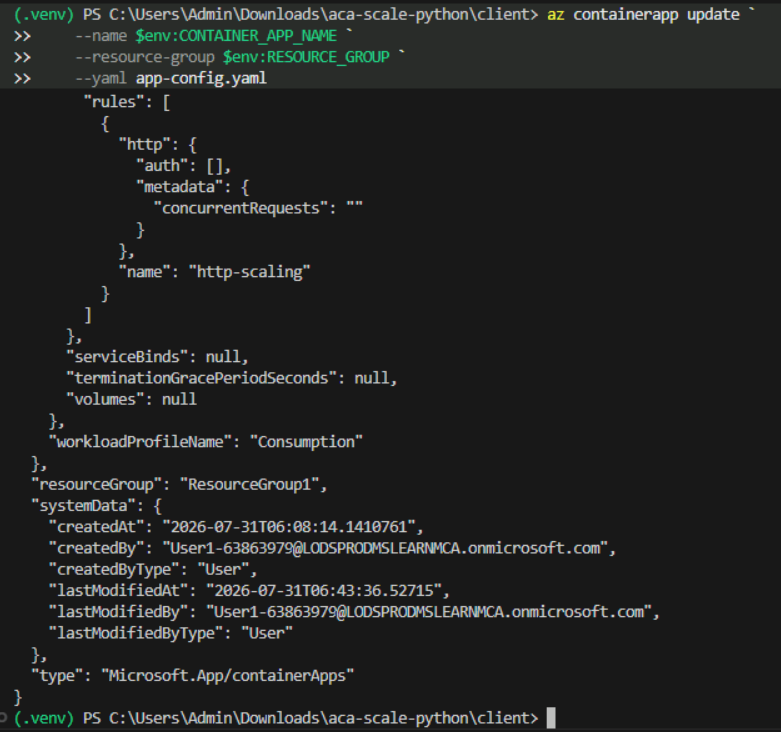 (.venv) PS C:\Users\Admin\Downloads\aca-scale-python\client> az containerapp update `
>>     --name $env:CONTAINER_APP_NAME `
>>     --resource-group $env:RESOURCE_GROUP `
>>     --yaml app-config.yaml
        "rules": [
          {
            "http": {
              "auth": [],
              "metadata": {
                "concurrentRequests": ""
              }
            },
            "name": "http-scaling"
          }
        ]
      },
      "serviceBinds": null,
      "terminationGracePeriodSeconds": null,
      "volumes": null
    },
    "workloadProfileName": "Consumption"
  },
  "resourceGroup": "ResourceGroup1",
  "systemData": {
    "createdAt": "2026-07-31T06:08:14.1410761",
    "createdBy": "User1-63863979@LODSPRODMSLEARNMCA.onmicrosoft.com",
    "createdByType": "User",
    "lastModifiedAt": "2026-07-31T06:43:36.52715",
    "lastModifiedBy": "User1-63863979@LODSPRODMSLEARNMCA.onmicrosoft.com",
    "lastModifiedByType": "User"
  },
  "type": "Microsoft.App/containerApps"
}
(.venv) PS C:\Users\Admin\Downloads\aca-scale-python\client>